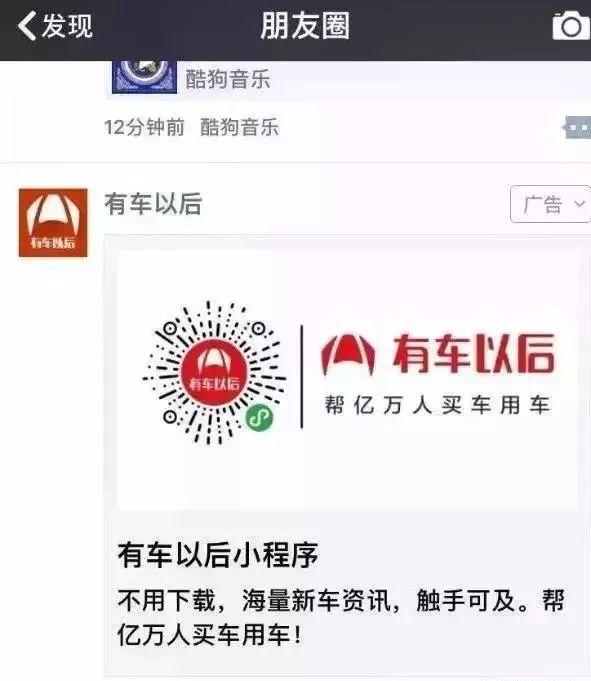 发现
朋友圈
酷狗音乐
12分钟前 酷狗音乐
有车以后
广告
有车以后
有车以后
有车以后
帮亿万人买车用车
有车以后小程序
不用下载，海量新车资讯，触手可及。帮
亿万人买车用车！